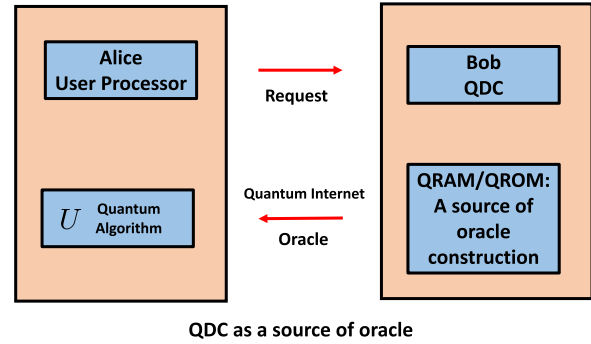 Alice
User Processor
Request
Bob
QDC
U Quantum
Algorithm
Quantum Internet
Oracle
QRAM/QROM:
A source of
oracle
construction
QDC as a source of oracle